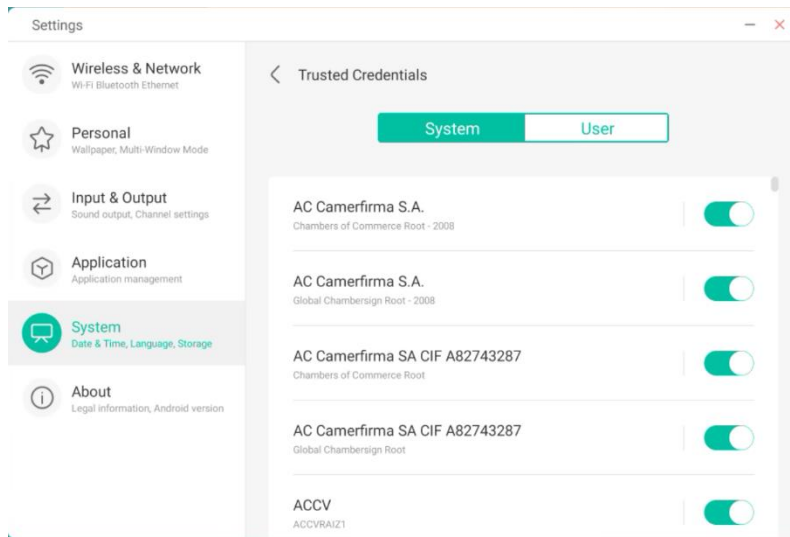 Settings
Wireless & Network
Wi-Fi Bluetooth Ethernet
Personal
Wallpaper, Multi-Window Mode
Input & Output
Sound output, Channel settings
Application
Application management
System
Date & Time, Language, Storage
About
Legal information, Android version
Trusted Credentials
System
User
AC Camerfirma S.A.
Chambers of Commerce Root - 2008
AC Camerfirma S.A.
Global Chambersign Root - 2008
AC Camerfirma SA CIF A82743287
Chambers of Commerce Root
AC Camerfirma SA CIF A82743287
Global Chambersign Root
ACCV
ACCVRAIZ1